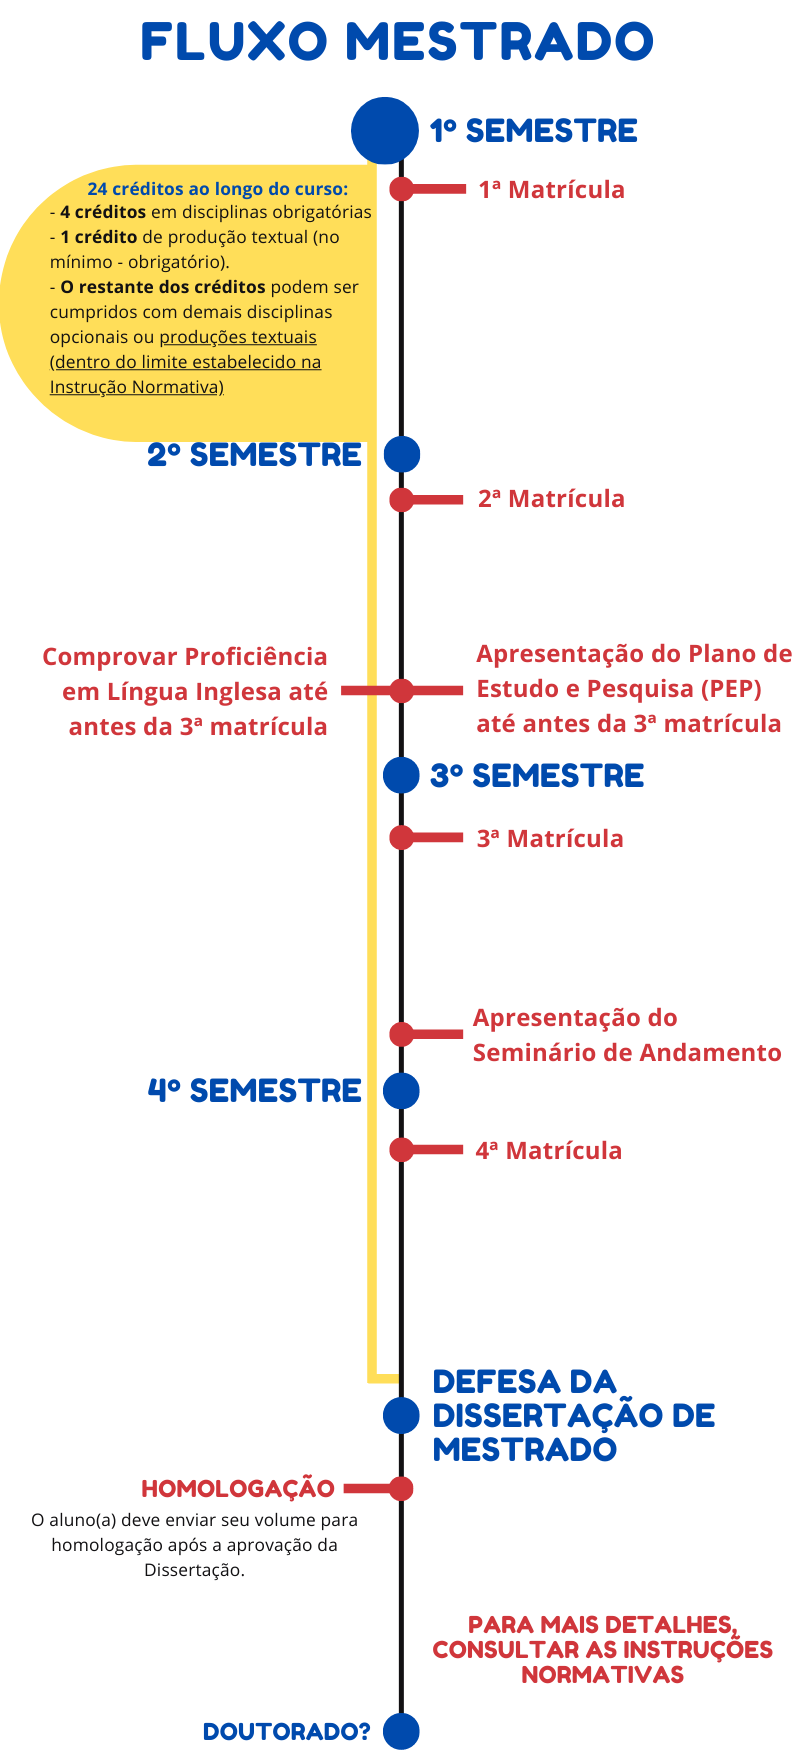 FLUXO MESTRADO
1º SEMESTRE
1ª Matrícula
24 créditos ao longo do curso:
- 4 créditos em disciplinas obrigatórias
- 1 crédito de produção textual (no
mínimo - obrigatório).
- O restante dos créditos podem ser
cumpridos com demais disciplinas
opcionais ou produções textuais
(dentro do limite estabelecido na
Instrução Normativa)
2º SEMESTRE
2ª Matrícula
Comprovar Proficiência
em Língua Inglesa até
antes da 3ª matrícula
Apresentação do Plano de
Estudo e Pesquisa (PEP)
até antes da 3ª matrícula
3º SEMESTRE
3ª Matrícula
Apresentação do
Seminário de Andamento
4º SEMESTRE
4ª Matrícula
DEFESA DA
DISSERTAÇÃO DE
MESTRADO
HOMOLOGAÇÃO
O aluno(a) deve enviar seu volume para
homologação após a aprovação da
Dissertação.
PARA MAIS DETALHES,
CONSULTAR AS INSTRUÇÕES
NORMATIVAS
DOUTORADO?